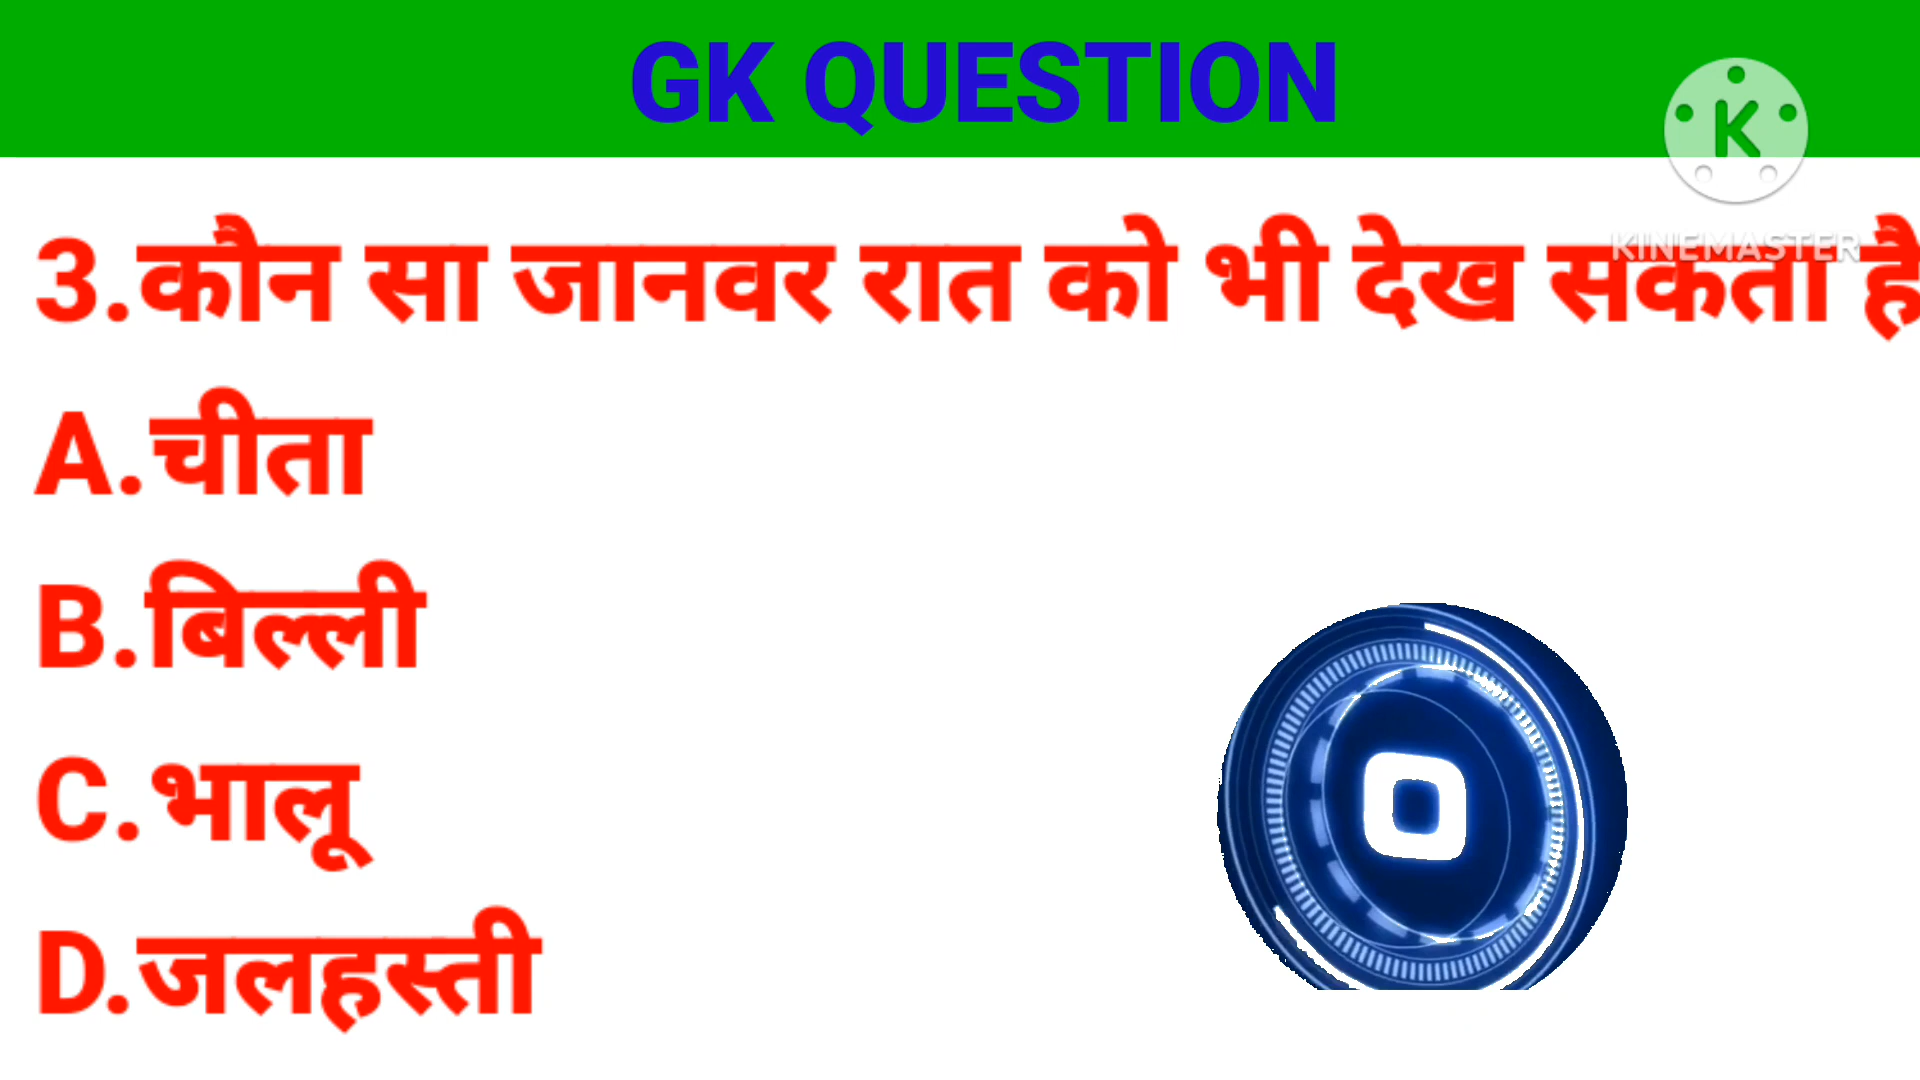 GK QUESTION
K
KINEMASTER
3.कौन सा जानवर रात को भी देख सकता है
A.चीता
B.बिल्ली
C.भालू
D.जलहस्ती